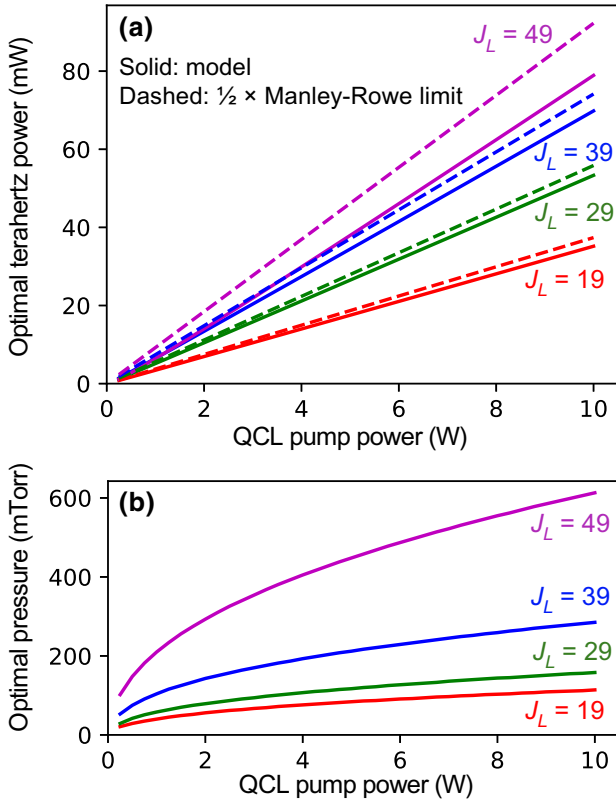 (a)
Solid: model
Dashed: ½ × Manley-Rowe limit
J_L = 49
J_L = 39
J_L = 29
J_L = 19
Optimal terahertz power (mW)
80
60
40
20
0
0 2 4 6 8 10
QCL pump power (W)
(b)
J_L = 49
J_L = 39
J_L = 29
J_L = 19
Optimal pressure (mTorr)
600
400
200
0
0 2 4 6 8 10
QCL pump power (W)